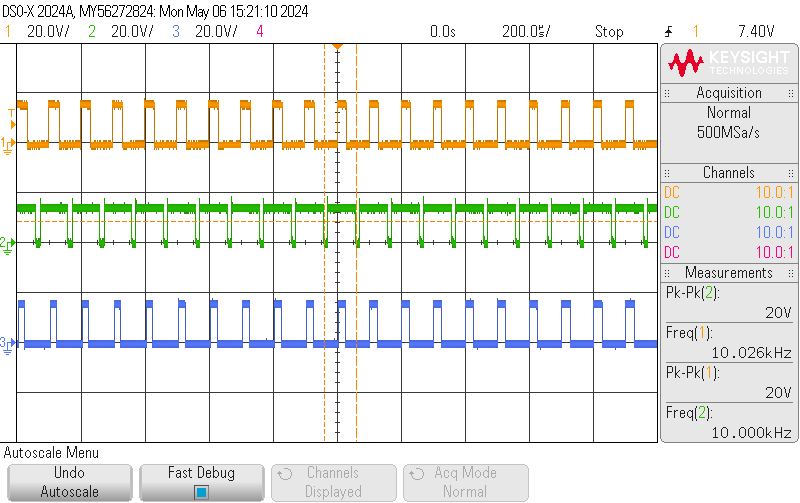 DSO-X 2024A, MY56272824: Mon May 06 15:21:10 2024
1 20.0V/ 2 20.0V/ 3 20.0V/ 4 0.0s 200.0us/ Stop 1 7.40V
KEYSIGHT
TECHNOLOGIES
Acquisition
Normal
500MSa/s
Channels
DC 10.0:1
DC 10.0:1
DC 10.0:1
DC 10.0:1
Measurements
Pk-Pk(2):
20V
Freq(1):
10.026kHz
Pk-Pk(1):
20V
Freq(2):
10.000kHz
T
1
2
3
Autoscale Menu
Undo
Autoscale
Fast Debug
Channels
Displayed
Acq Mode
Normal